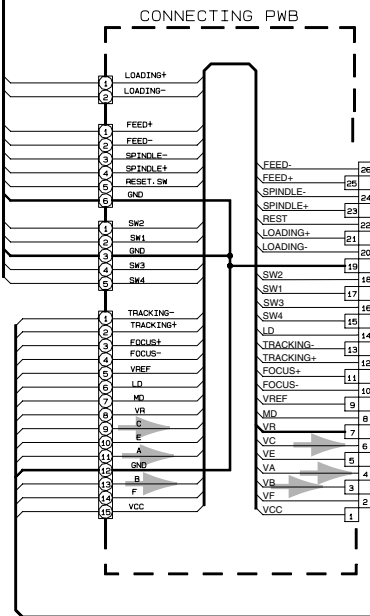 CONNECTING PWB
1 LOADING+
2 LOADING-
1 FEED+
2 FEED-
3 SPINDLE-
4 SPINDLE+
5 RESET.SW
6 GND
1 SW2
2 SW1
3 GND
4 SW3
5 SW4
1 TRACKING-
2 TRACKING+
3 FOCUS+
4 FOCUS-
5 VREF
6 LD
7 MD
8 VR
9 C
10 E
11 A
12 GND
13 B
14 F
15 VCC
FEED- 26
FEED+ 25
SPINDLE- 24
SPINDLE+ 23
REST 22
LOADING+ 21
LOADING- 20
19
SW2 18
SW1 17
SW3 16
SW4 15
LD 14
TRACKING- 13
TRACKING+ 12
FOCUS+ 11
FOCUS- 10
VREF 9
MD 8
VR 7
VC 6
VE 5
VA 4
VB 3
VF 2
VCC 1